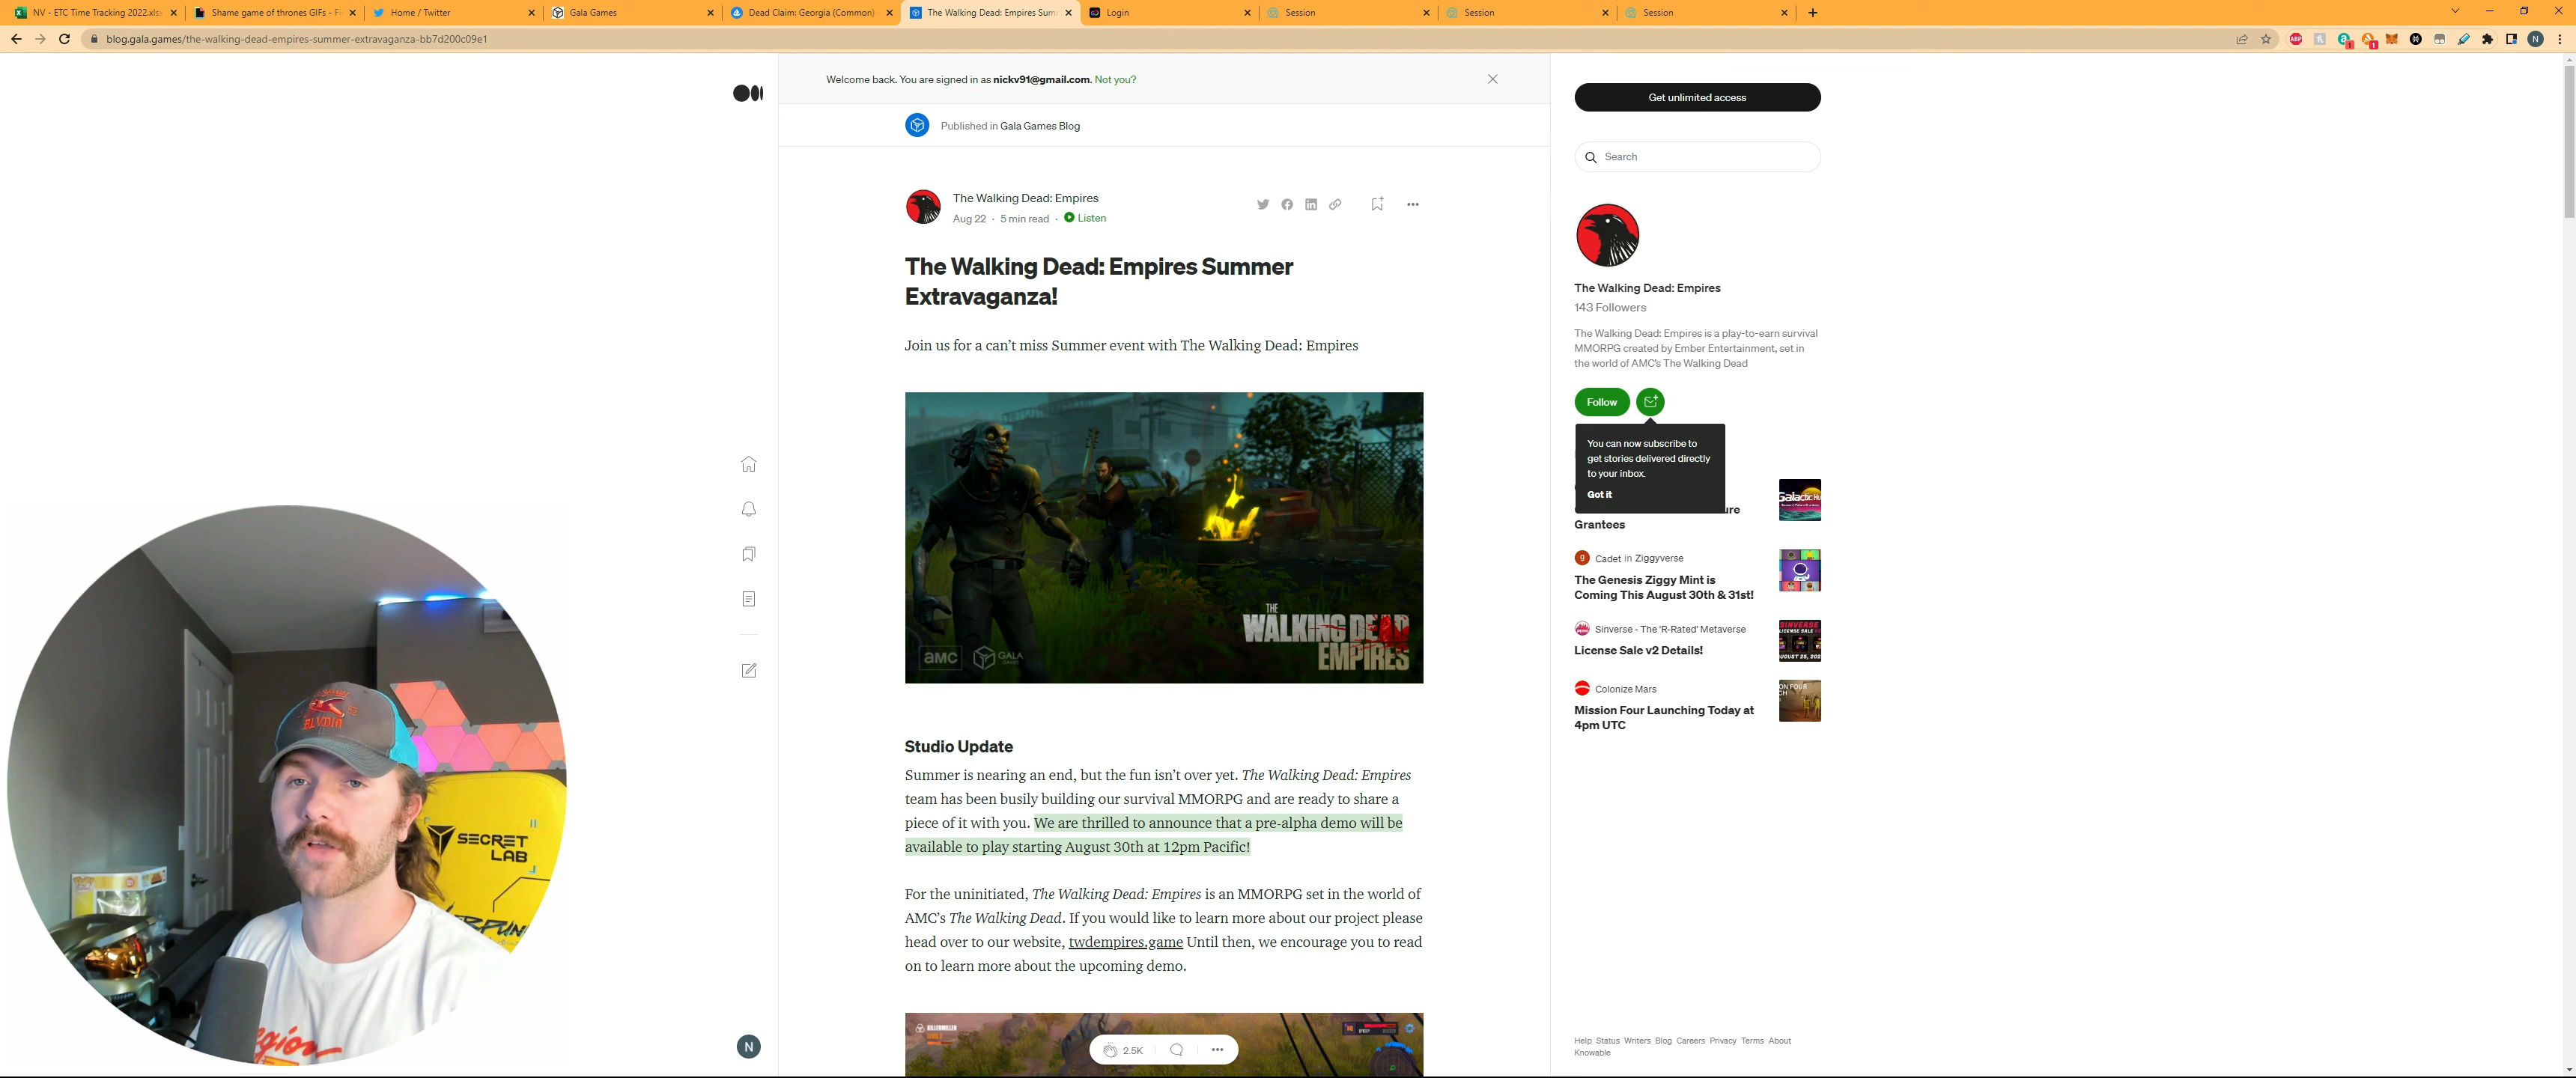 NV - ETC Time Tracking 2022.xls
Shame game of thrones GIFs - Fi
Home / Twitter
Gala Games
Dead Claim: Georgia (Common)
The Walking Dead: Empires Sum
Login
Session
Session
Session
blog.gala.games/the-walking-dead-empires-summer-extravaganza-bb7d200c09e1
Welcome back. You are signed in as nickv91@gmail.com. Not you?
Published in Gala Games Blog
The Walking Dead: Empires
Aug 22 · 5 min read · Listen
The Walking Dead: Empires Summer
Extravaganza!
Join us for a can't miss Summer event with The Walking Dead: Empires
THE
WALKING DEAD
EMPIRES
amc
GALA
GAMES
Studio Update
Summer is nearing an end, but the fun isn't over yet. The Walking Dead: Empires
team has been busily building our survival MMORPG and are ready to share a
piece of it with you. We are thrilled to announce that a pre-alpha demo will be
available to play starting August 30th at 12pm Pacific!
For the uninitiated, The Walking Dead: Empires is an MMORPG set in the world of
AMC's The Walking Dead. If you would like to learn more about our project please
head over to our website, twdempires.game Until then, we encourage you to read
on to learn more about the upcoming demo.
2.5K
Get unlimited access
Search
The Walking Dead: Empires
143 Followers
The Walking Dead: Empires is a play-to-earn survival
MMORPG created by Ember Entertainment, set in
the world of AMC's The Walking Dead
Follow
You can now subscribe to
get stories delivered directly
to your inbox.
Got it
ure
Grantees
Cadet in Ziggyverse
The Genesis Ziggy Mint is
Coming This August 30th & 31st!
Sinverse - The 'R-Rated' Metaverse
License Sale v2 Details!
Colonize Mars
Mission Four Launching Today at
4pm UTC
Help Status Writers Blog Careers Privacy Terms About
Knowable
SECRET
LAB
N
N